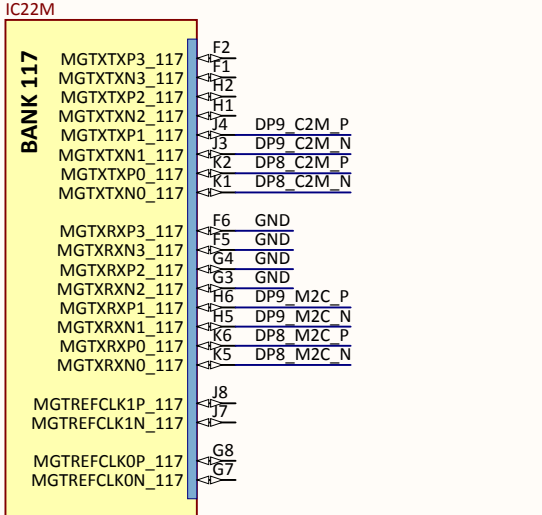 IC22M
BANK 117
MGTXTXP3_117 F2
MGTXTXN3_117 F1
MGTXTXP2_117 H2
MGTXTXN2_117 H1
MGTXTXP1_117 J4 DP9_C2M_P
MGTXTXN1_117 J3 DP9_C2M_N
MGTXTXP0_117 K2 DP8_C2M_P
MGTXTXN0_117 K1 DP8_C2M_N
MGTXRXP3_117 F6 GND
MGTXRXN3_117 F5 GND
MGTXRXP2_117 G4 GND
MGTXRXN2_117 G3 GND
MGTXRXP1_117 H6 DP9_M2C_P
MGTXRXN1_117 H5 DP9_M2C_N
MGTXRXP0_117 K6 DP8_M2C_P
MGTXRXN0_117 K5 DP8_M2C_N
MGTREFCLK1P_117 J8
MGTREFCLK1N_117 J7
MGTREFCLK0P_117 G8
MGTREFCLK0N_117 G7